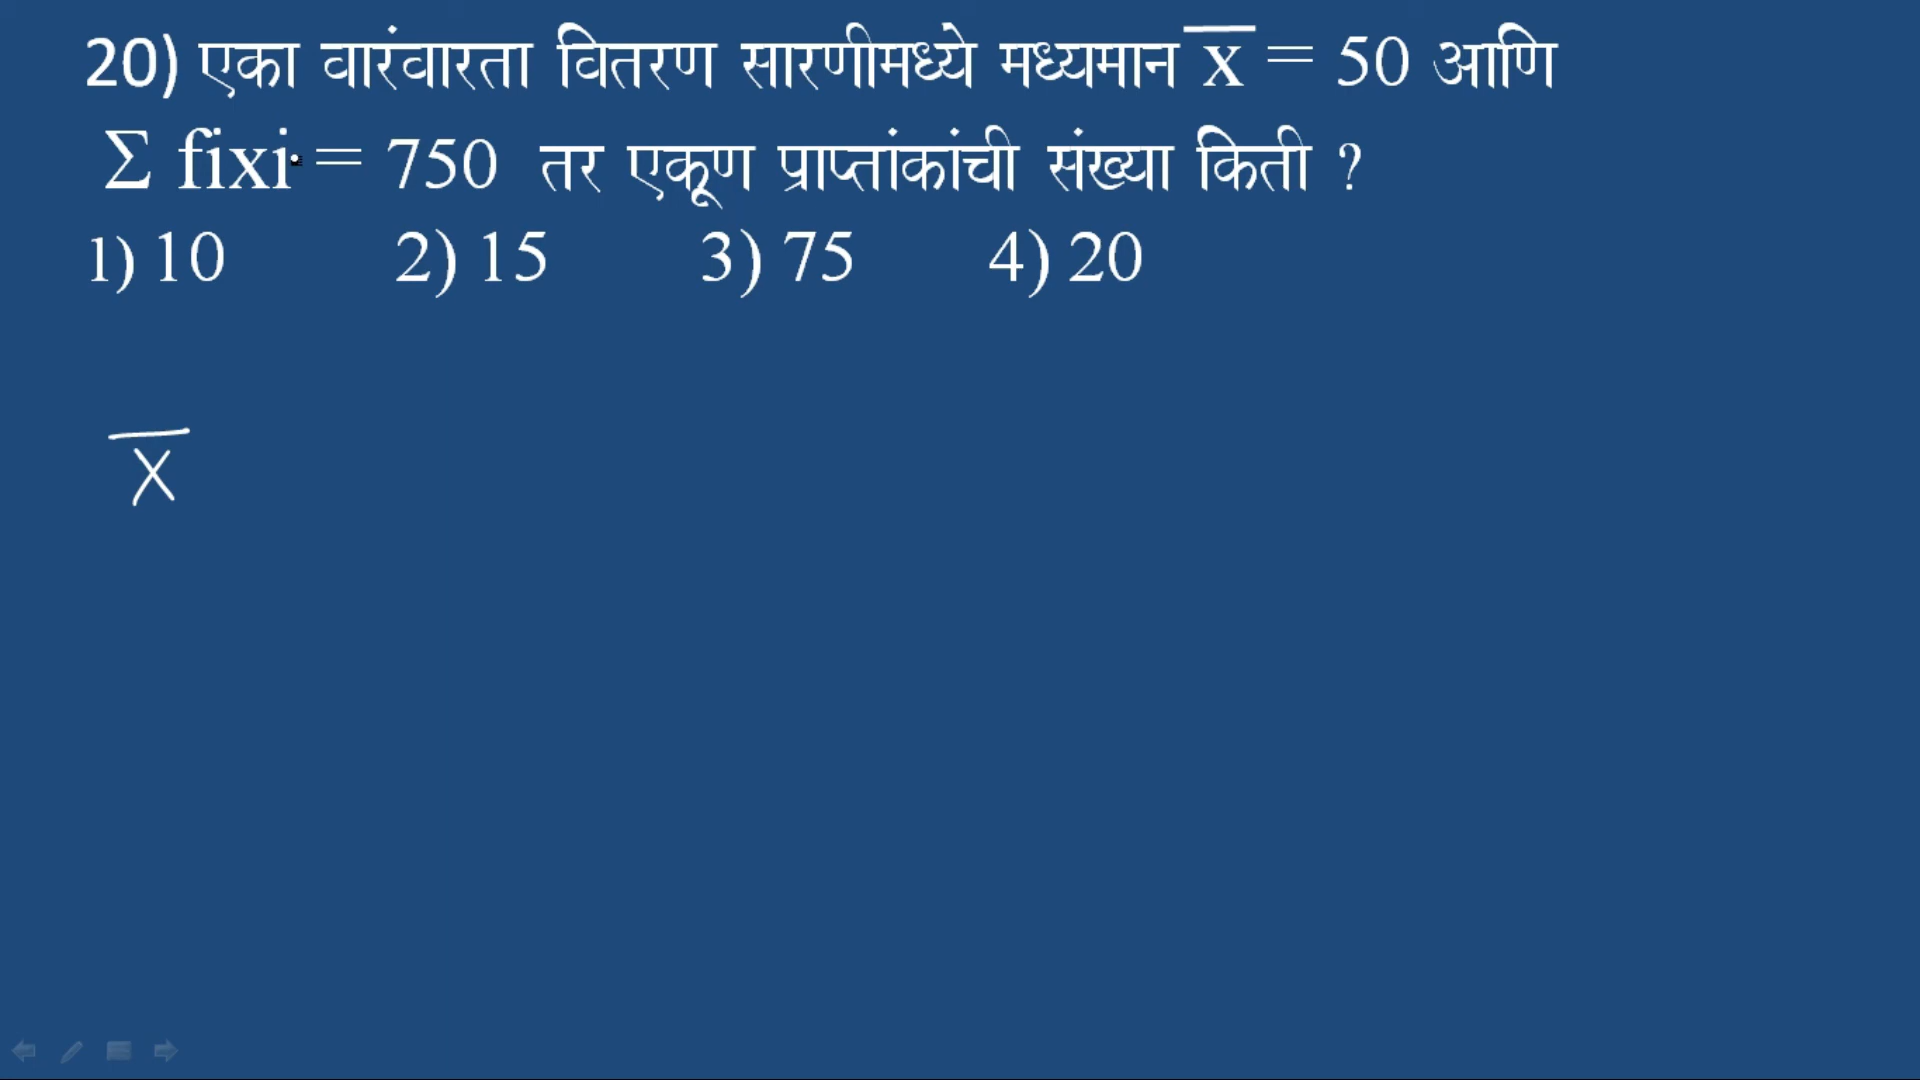 20) एका वारंवारता वितरण सारणीमध्ये मध्यमान x̅ = 50 आणि
Σ fixi = 750 तर एकूण प्राप्तांकांची संख्या किती ?
1) 10 2) 15 3) 75 4) 20
x̅